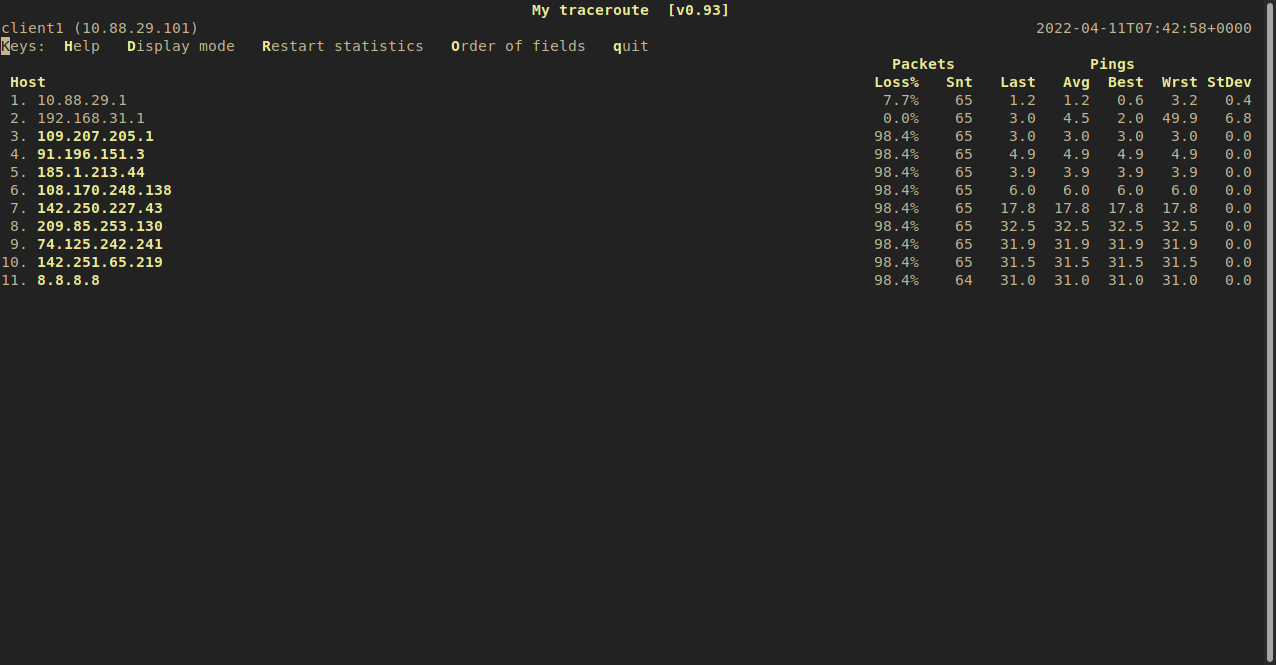 My traceroute  [v0.93]
client1 (10.88.29.101) 2022-04-11T07:42:58+0000
Keys:  Help   Display mode   Restart statistics   Order of fields   quit
Packets Pings
Host Loss% Snt Last Avg Best Wrst StDev
1. 10.88.29.1 7.7% 65 1.2 1.2 0.6 3.2 0.4
2. 192.168.31.1 0.0% 65 3.0 4.5 2.0 49.9 6.8
3. 109.207.205.1 98.4% 65 3.0 3.0 3.0 3.0 0.0
4. 91.196.151.3 98.4% 65 4.9 4.9 4.9 4.9 0.0
5. 185.1.213.44 98.4% 65 3.9 3.9 3.9 3.9 0.0
6. 108.170.248.138 98.4% 65 6.0 6.0 6.0 6.0 0.0
7. 142.250.227.43 98.4% 65 17.8 17.8 17.8 17.8 0.0
8. 209.85.253.130 98.4% 65 32.5 32.5 32.5 32.5 0.0
9. 74.125.242.241 98.4% 65 31.9 31.9 31.9 31.9 0.0
10. 142.251.65.219 98.4% 65 31.5 31.5 31.5 31.5 0.0
11. 8.8.8.8 98.4% 64 31.0 31.0 31.0 31.0 0.0